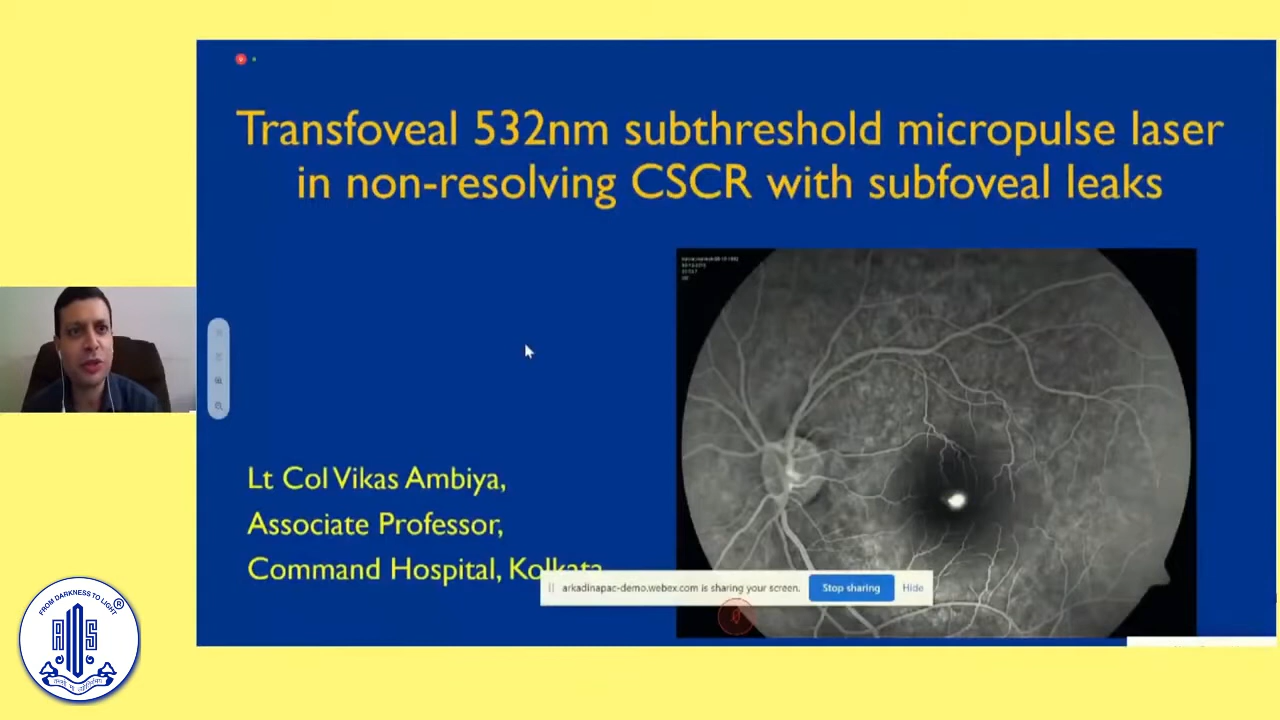 Transfoveal 532nm subthreshold micropulse laser
in non-resolving CSCR with subfoveal leaks
Lt Col Vikas Ambiya,
Associate Professor,
Command Hospital, Kolkata
arkadinapac-demo.webex.com is sharing your screen.
Stop sharing
Hide
FROM DARKNESS TO LIGHT
AIOS